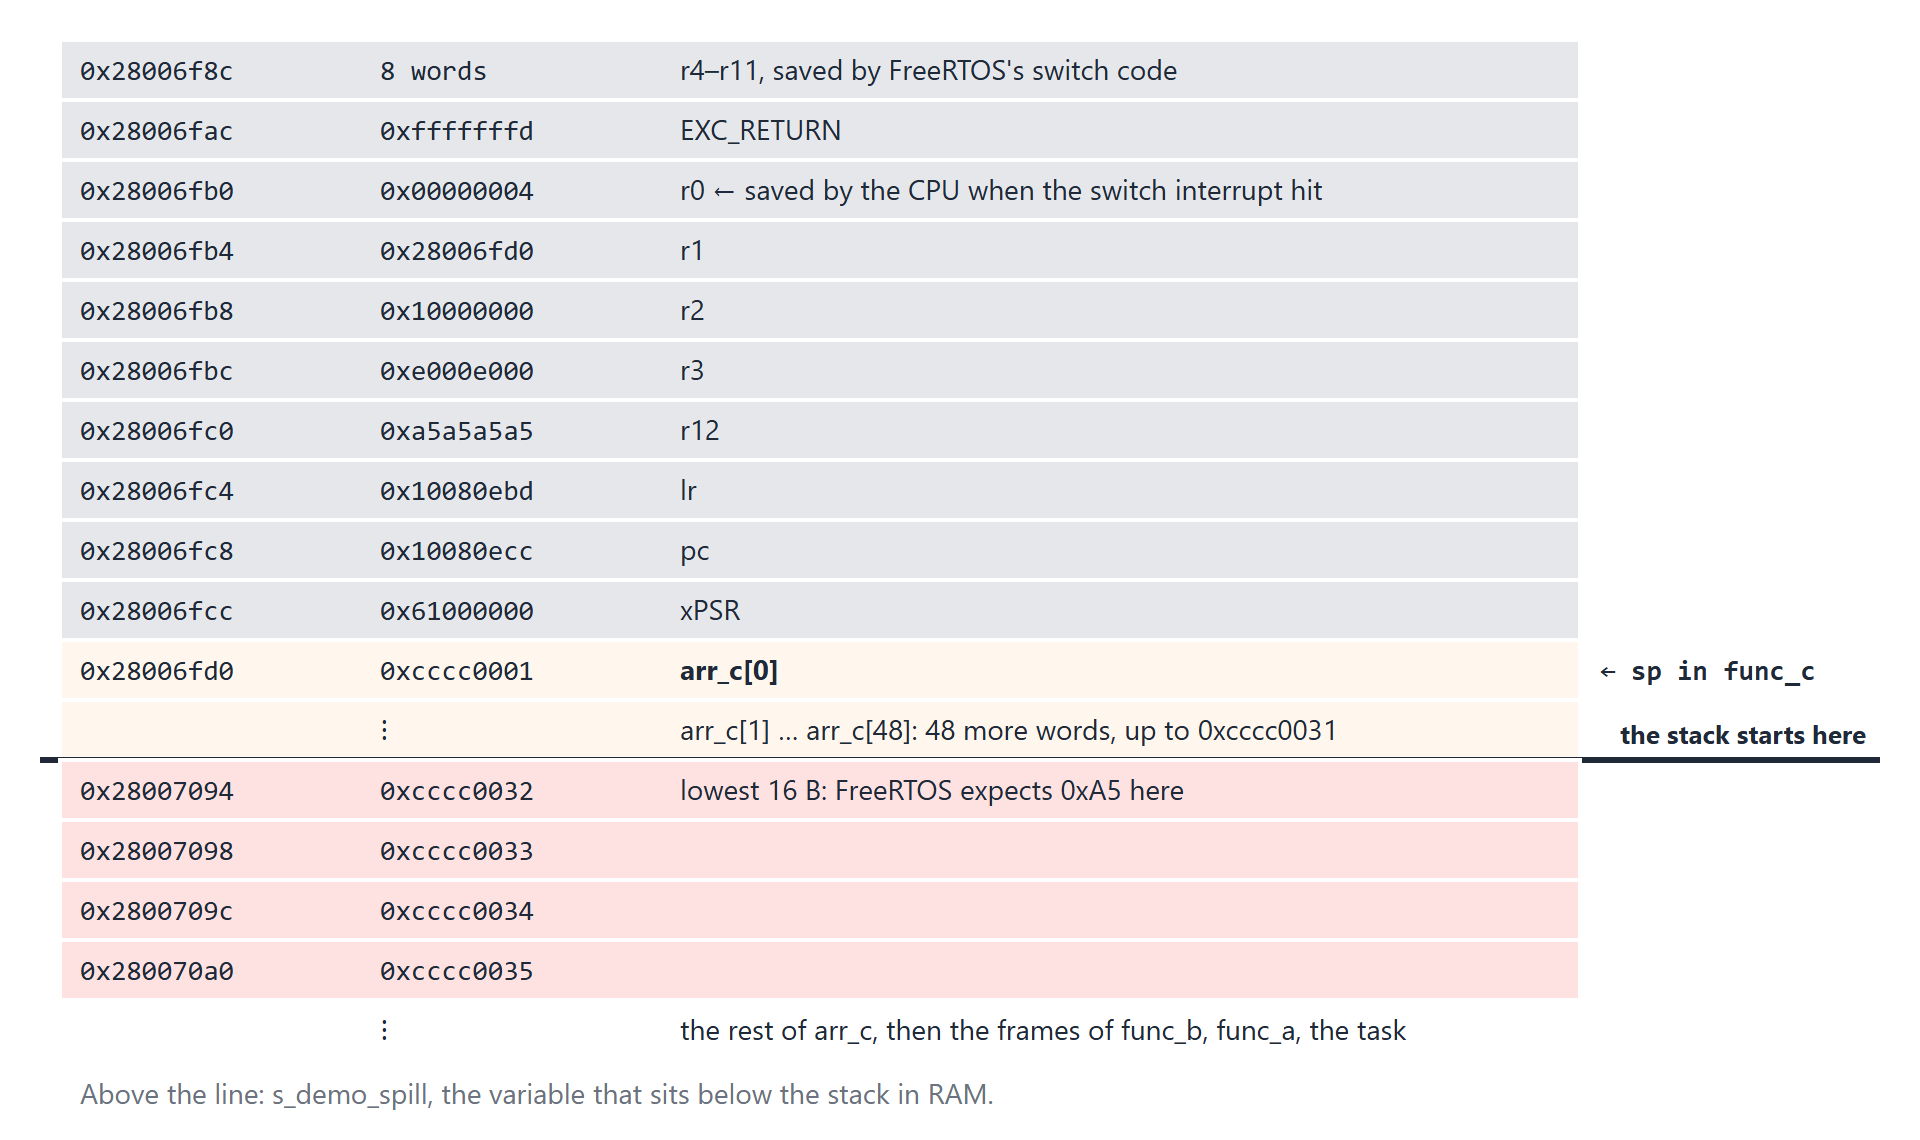 0x28006f8c 8 words r4–r11, saved by FreeRTOS's switch code
0x28006fac 0xfffffffd EXC_RETURN
0x28006fb0 0x00000004 r0 ← saved by the CPU when the switch interrupt hit
0x28006fb4 0x28006fd0 r1
0x28006fb8 0x10000000 r2
0x28006fbc 0xe000e000 r3
0x28006fc0 0xa5a5a5a5 r12
0x28006fc4 0x10080ebd lr
0x28006fc8 0x10080ecc pc
0x28006fcc 0x61000000 xPSR
0x28006fd0 0xcccc0001 arr_c[0] ← sp in func_c
⋮ arr_c[1] … arr_c[48]: 48 more words, up to 0xcccc0031
the stack starts here
0x28007094 0xcccc0032 lowest 16 B: FreeRTOS expects 0xA5 here
0x28007098 0xcccc0033
0x2800709c 0xcccc0034
0x280070a0 0xcccc0035
⋮ the rest of arr_c, then the frames of func_b, func_a, the task
Above the line: s_demo_spill, the variable that sits below the stack in RAM.